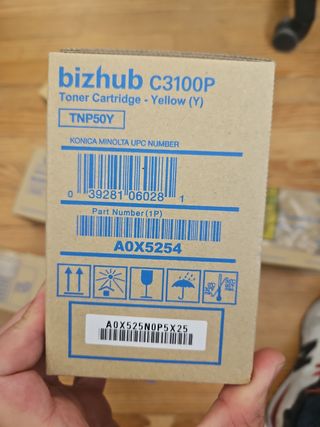 bizhub C3100P
Toner Cartridge - Yellow (Y)
TNP50Y
KONICA MINOLTA UPC NUMBER
0 39281 06028 1
Part Number (1P)
A0X5254
A0X525N0P5X25